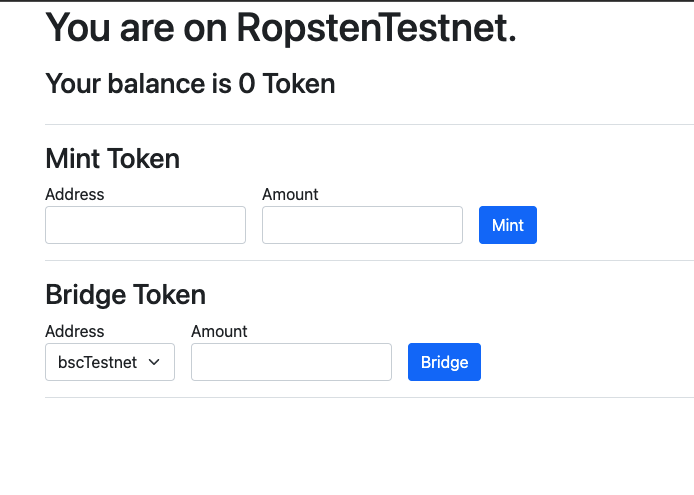 You are on RopstenTestnet.
Your balance is 0 Token
Mint Token
Address Amount
Mint
Bridge Token
Address Amount
bscTestnet Bridge